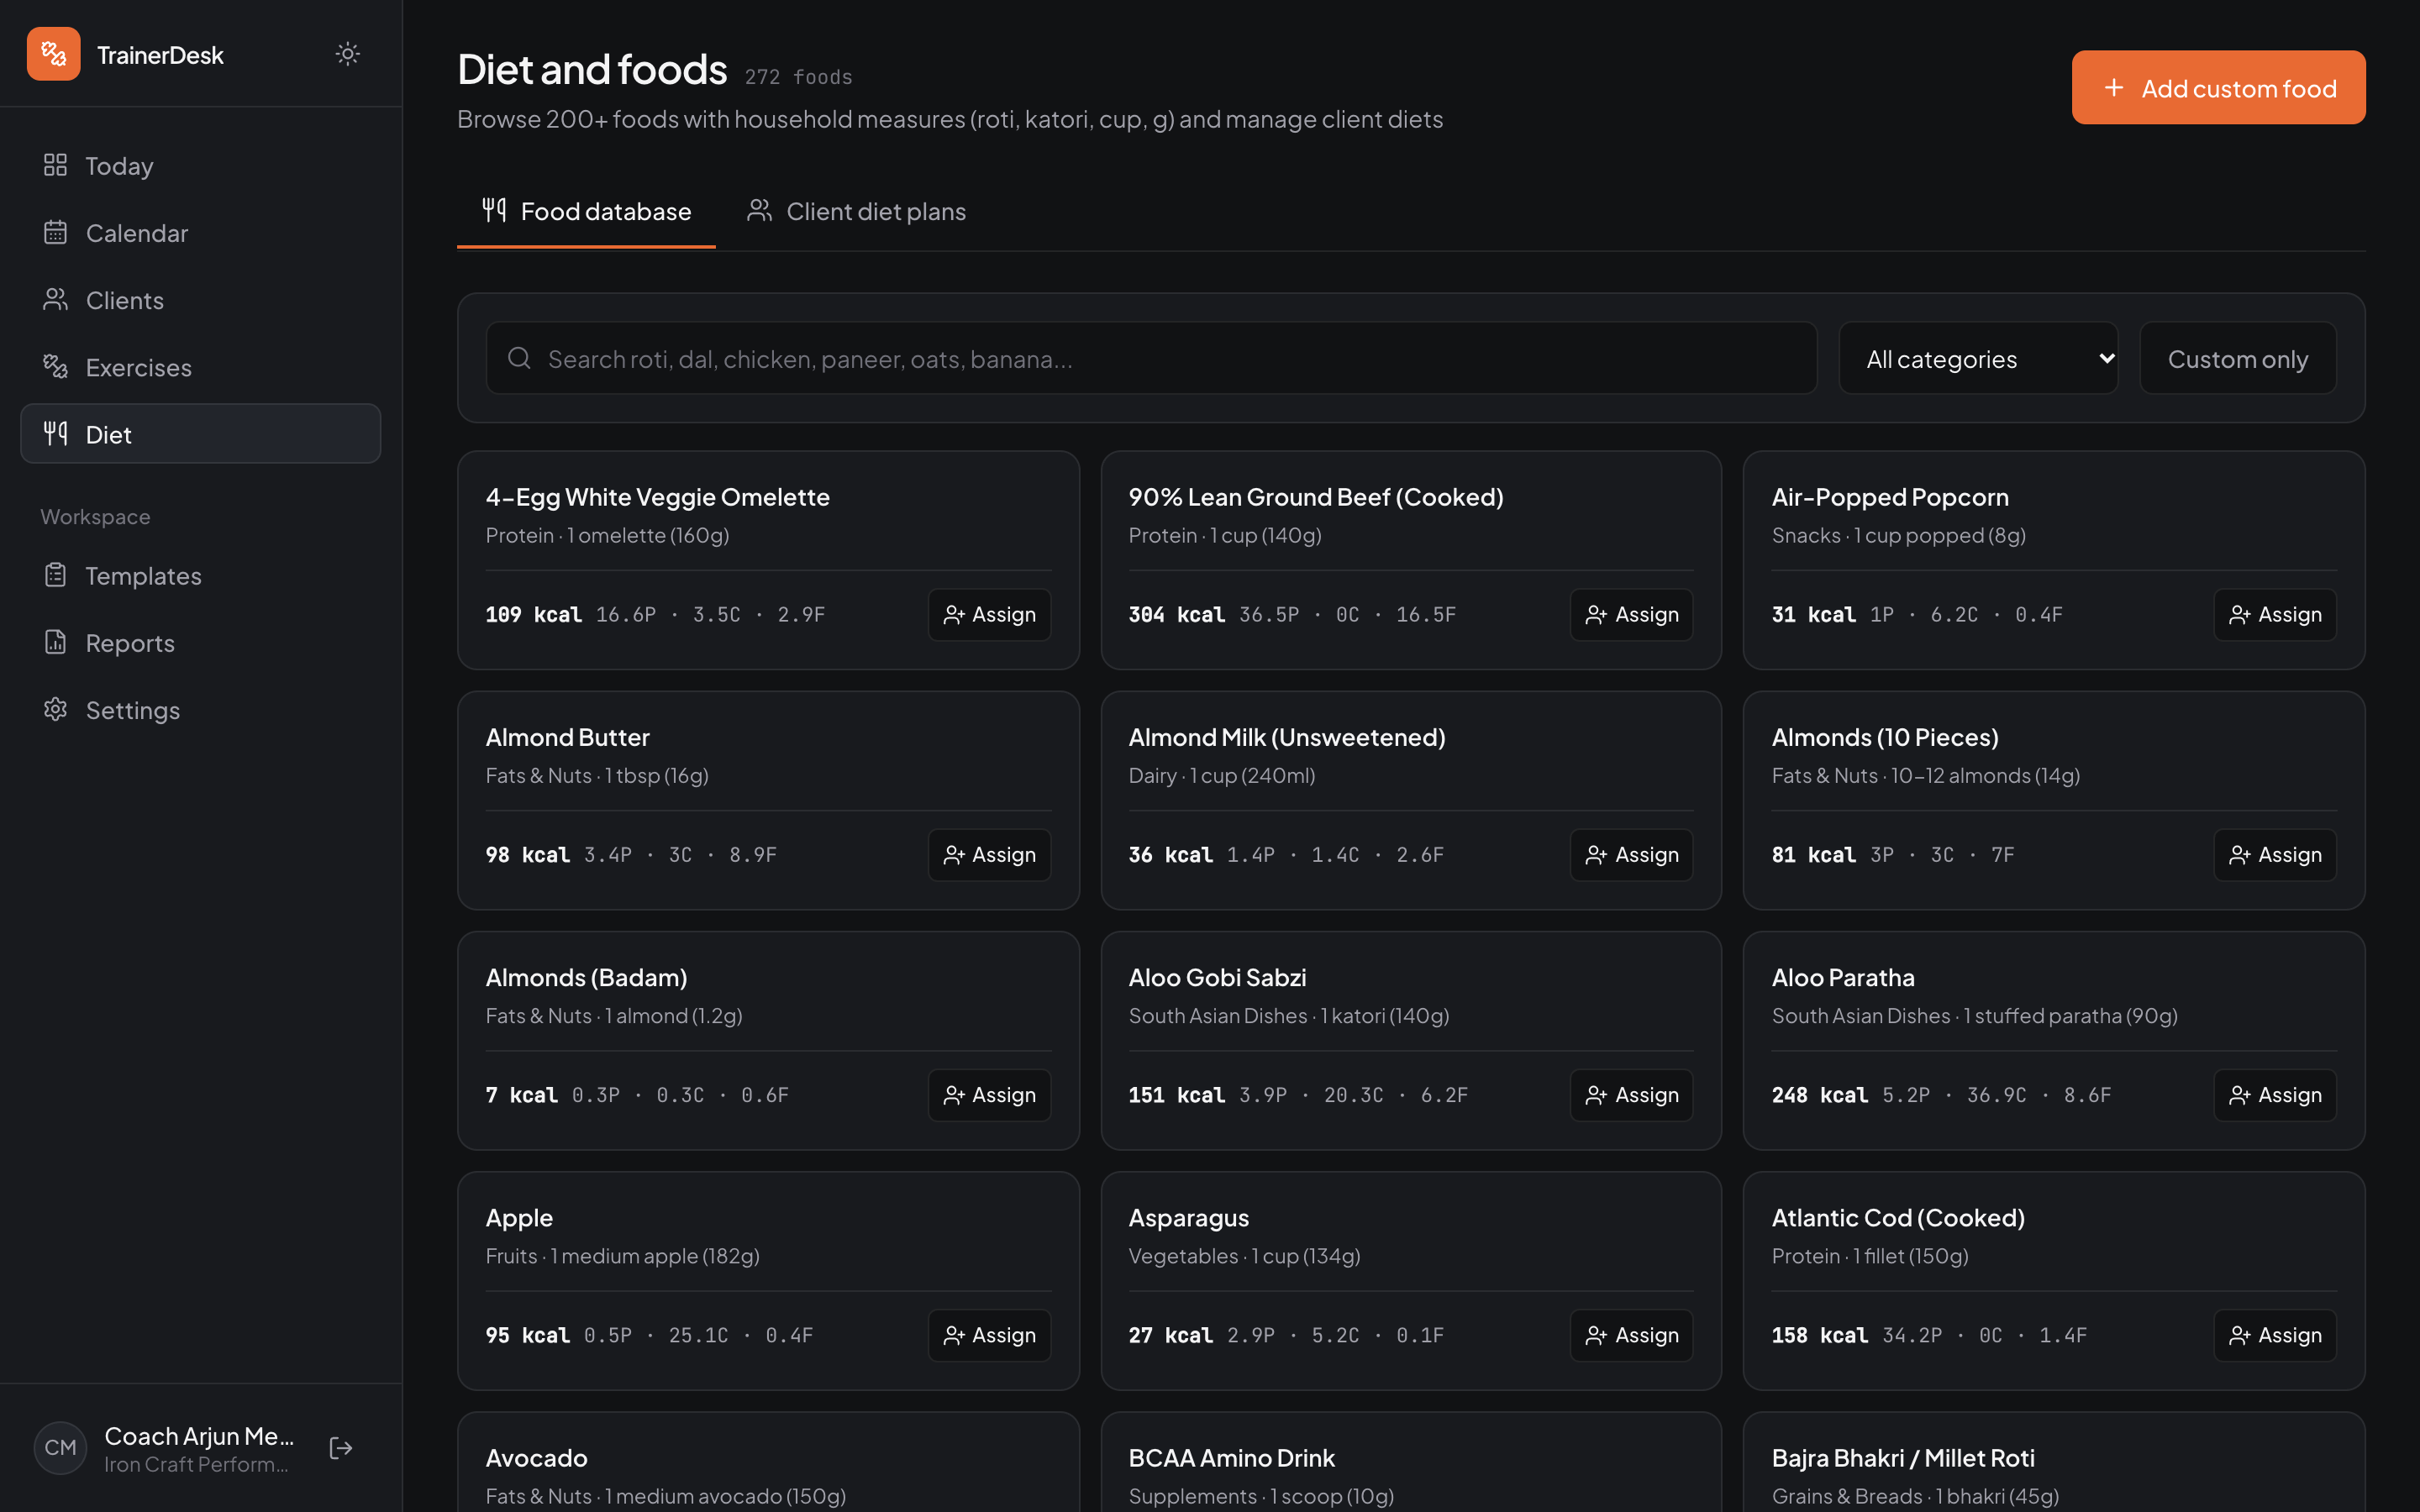 TrainerDesk
Today
Calendar
Clients
Exercises
Diet
Workspace
Templates
Reports
Settings
CM
Coach Arjun Me...
Iron Craft Perform...
Diet and foods 272 foods
Browse 200+ foods with household measures (roti, katori, cup, g) and manage client diets
Add custom food
Food database
Client diet plans
Search roti, dal, chicken, paneer, oats, banana...
All categories
Custom only
4-Egg White Veggie Omelette
Protein · 1 omelette (160g)
109 kcal 16.6P · 3.5C · 2.9F
Assign
90% Lean Ground Beef (Cooked)
Protein · 1 cup (140g)
304 kcal 36.5P · 0C · 16.5F
Assign
Air-Popped Popcorn
Snacks · 1 cup popped (8g)
31 kcal 1P · 6.2C · 0.4F
Assign
Almond Butter
Fats & Nuts · 1 tbsp (16g)
98 kcal 3.4P · 3C · 8.9F
Assign
Almond Milk (Unsweetened)
Dairy · 1 cup (240ml)
36 kcal 1.4P · 1.4C · 2.6F
Assign
Almonds (10 Pieces)
Fats & Nuts · 10-12 almonds (14g)
81 kcal 3P · 3C · 7F
Assign
Almonds (Badam)
Fats & Nuts · 1 almond (1.2g)
7 kcal 0.3P · 0.3C · 0.6F
Assign
Aloo Gobi Sabzi
South Asian Dishes · 1 katori (140g)
151 kcal 3.9P · 20.3C · 6.2F
Assign
Aloo Paratha
South Asian Dishes · 1 stuffed paratha (90g)
248 kcal 5.2P · 36.9C · 8.6F
Assign
Apple
Fruits · 1 medium apple (182g)
95 kcal 0.5P · 25.1C · 0.4F
Assign
Asparagus
Vegetables · 1 cup (134g)
27 kcal 2.9P · 5.2C · 0.1F
Assign
Atlantic Cod (Cooked)
Protein · 1 fillet (150g)
158 kcal 34.2P · 0C · 1.4F
Assign
Avocado
Fats & Nuts · 1 medium avocado (150g)
BCAA Amino Drink
Supplements · 1 scoop (10g)
Bajra Bhakri / Millet Roti
Grains & Breads · 1 bhakri (45g)